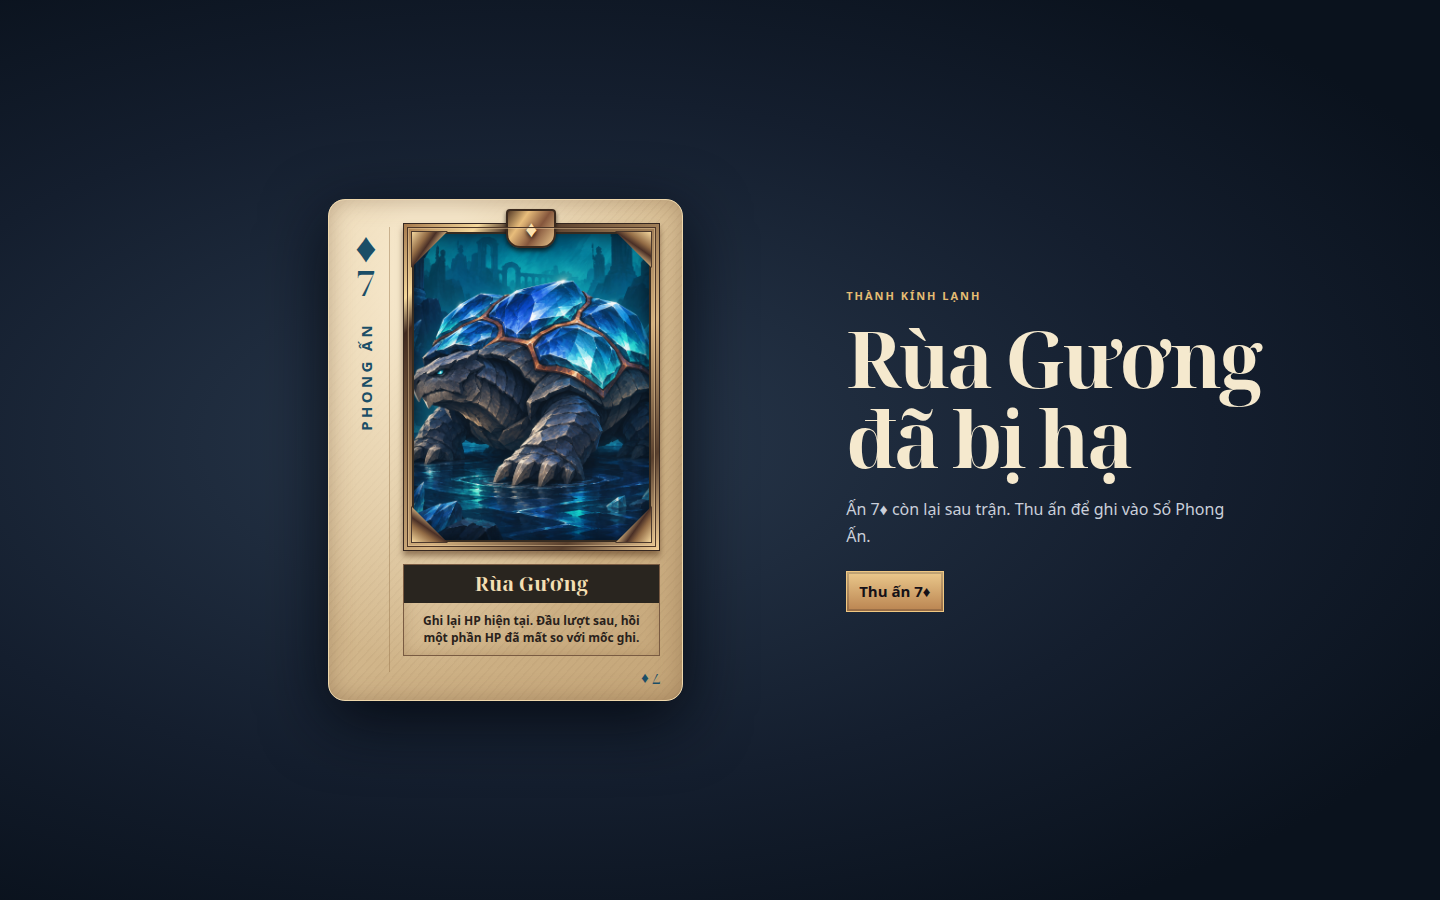 ♦
7
PHONG ẤN
♦
Rùa Gương
Ghi lại HP hiện tại. Đầu lượt sau, hồi
một phần HP đã mất so với mốc ghi.
7♦
THÀNH KÍNH LẠNH
Rùa Gương
đã bị hạ
Ấn 7♦ còn lại sau trận. Thu ấn để ghi vào Sổ Phong
Ấn.
Thu ấn 7♦